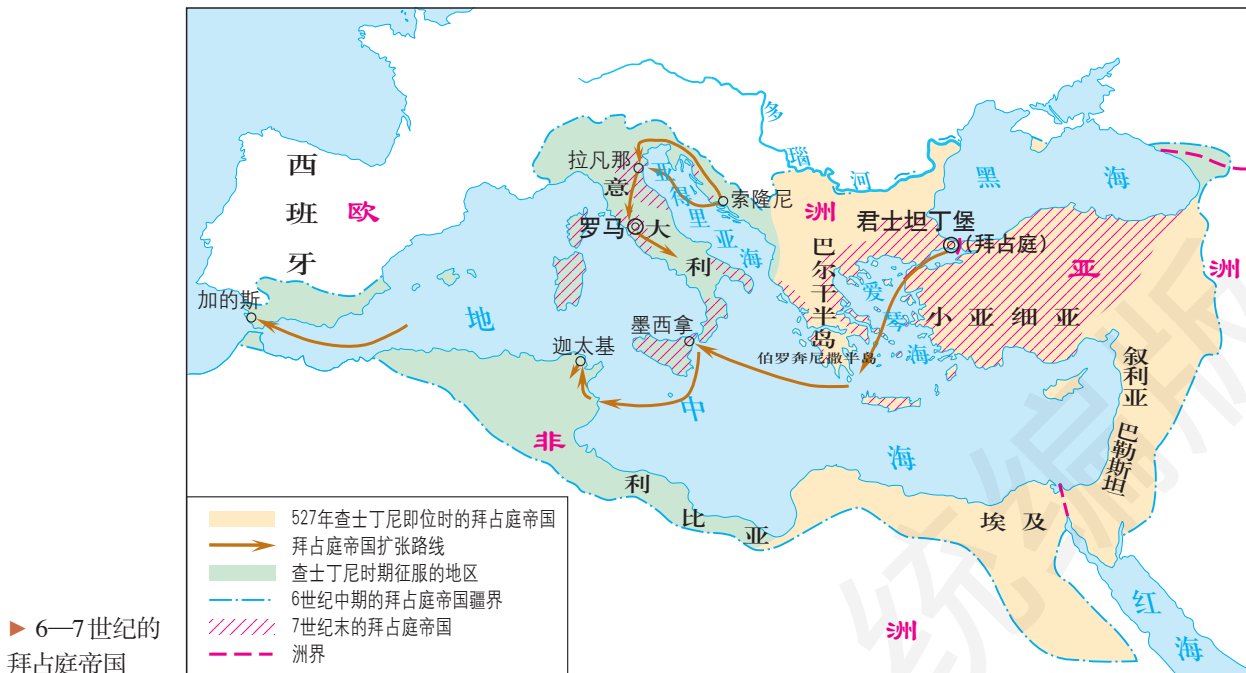 西班牙
欧
洲
多瑙河
黑海
拉凡那
意大利
亚得里亚海
索隆尼
罗马
君士坦丁堡
(拜占庭)
亚
洲
巴尔干半岛
爱琴海
小亚细亚
加的斯
地中海
墨西拿
迦太基
伯罗奔尼撒半岛
叙利亚
巴勒斯坦
非
洲
利比亚
埃及
红海
527年查士丁尼即位时的拜占庭帝国
拜占庭帝国扩张路线
查士丁尼时期征服的地区
6世纪中期的拜占庭帝国疆界
7世纪末的拜占庭帝国
洲界
▶ 6—7世纪的
拜占庭帝国
统编版